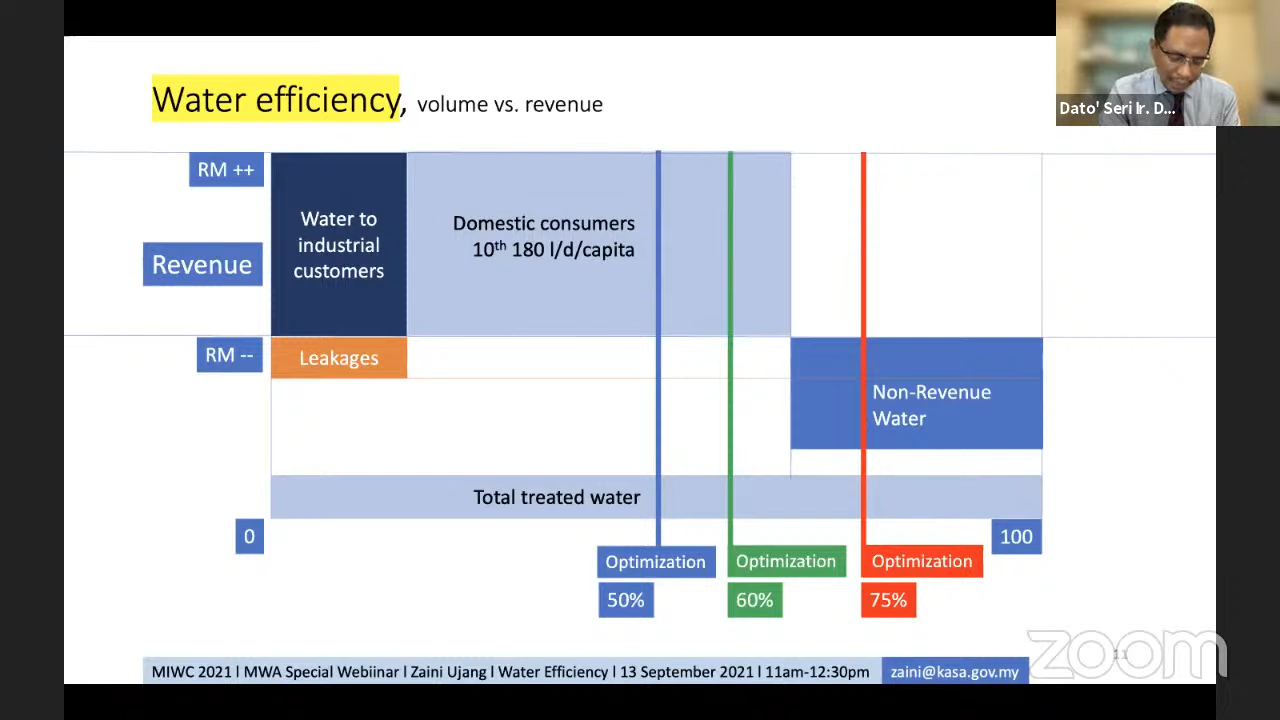 Water efficiency, volume vs. revenue
Dato' Seri Ir. D...
RM ++
Revenue
RM --
Water to
industrial
customers
Domestic consumers
10th 180 l/d/capita
Leakages
Non-Revenue
Water
Total treated water
0
100
Optimization
50%
Optimization
60%
Optimization
75%
zoom
11
MIWC 2021 l MWA Special Webiinar l Zaini Ujang l Water Efficiency l 13 September 2021 l 11am-12:30pm
zaini@kasa.gov.my